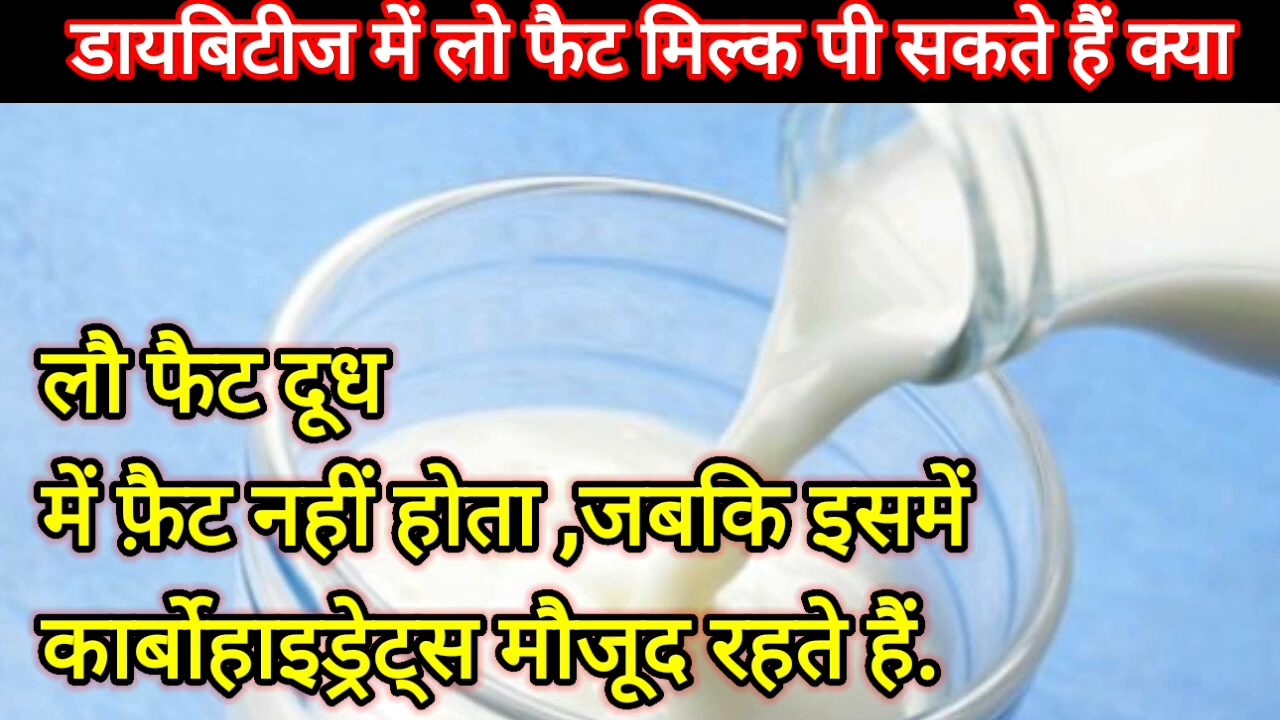 डायबिटीज में लो फैट मिल्क पी सकते हैं क्या
लौ फैट दूध
में फ़ैट नहीं होता ,जबकि इसमें
कार्बोहाइड्रेट्स मौजूद रहते हैं.